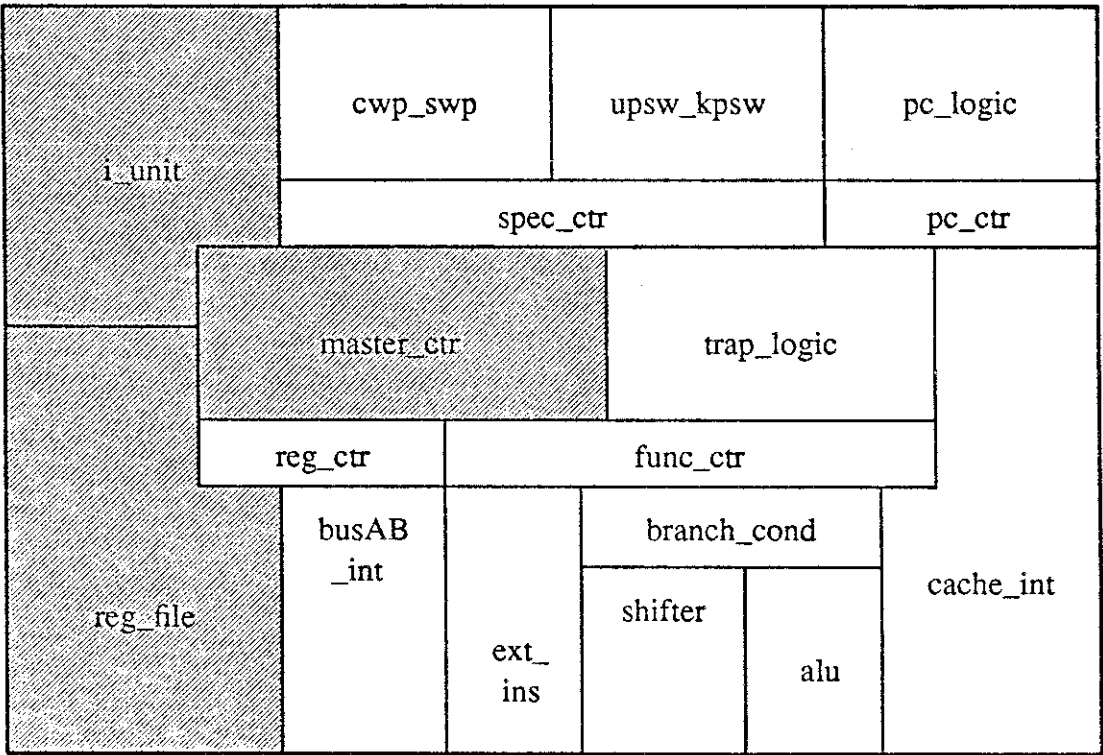 cwp_swp
upsw_kpsw
pc_logic
i_unit
spec_ctr
pc_ctr
master_ctr
trap_logic
reg_ctr
func_ctr
busAB
_int
branch_cond
cache_int
reg_file
shifter
ext_
ins
alu